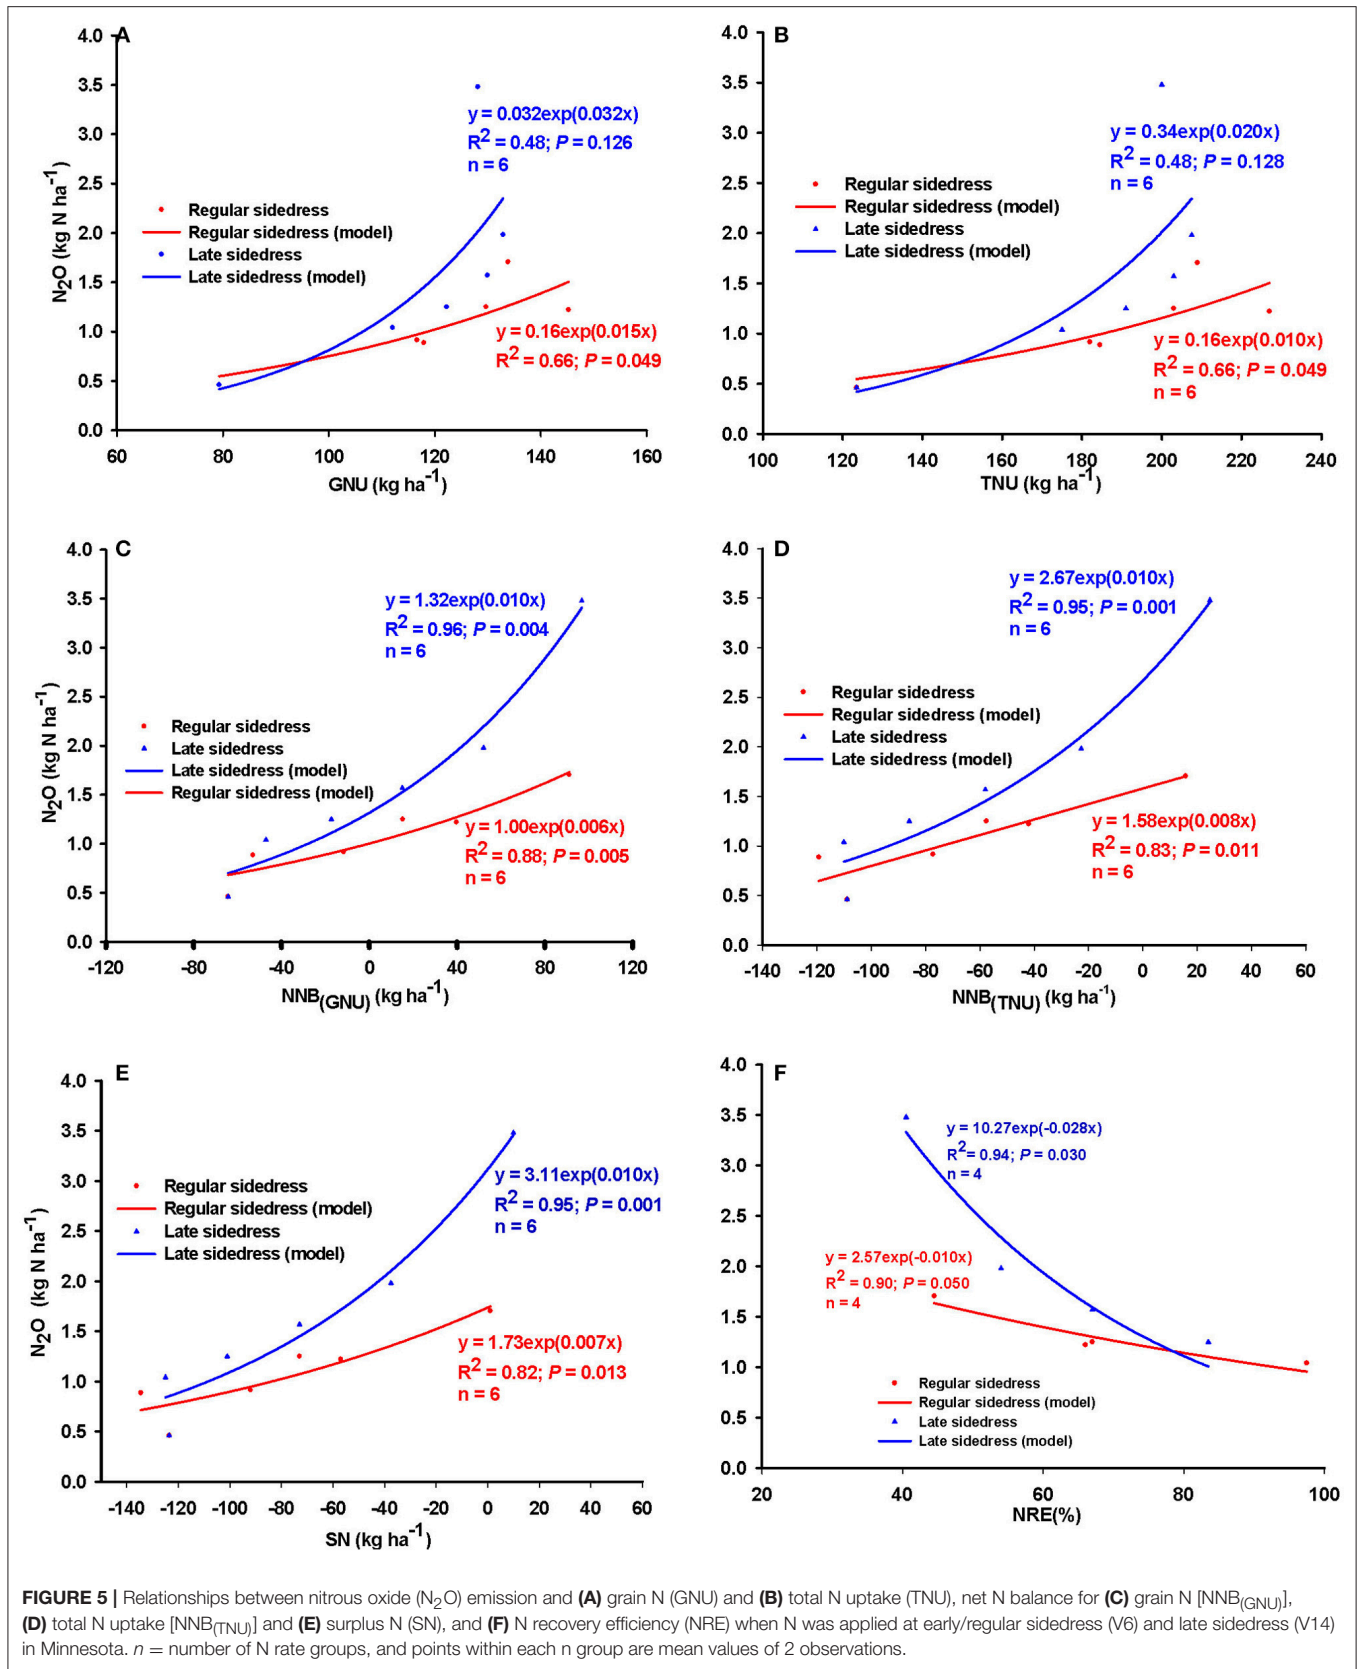 A
4.0
3.5
3.0
2.5
2.0
1.5
1.0
0.5
0.0
N2O (kg N ha-1)
y = 0.032exp(0.032x)
R2 = 0.48; P = 0.126
n = 6
Regular sidedress
Regular sidedress (model)
Late sidedress
Late sidedress (model)
y = 0.16exp(0.015x)
R2 = 0.66; P = 0.049
n = 6
60 80 100 120 140 160
GNU (kg ha-1)
B
4.0
3.5
3.0
2.5
2.0
1.5
1.0
0.5
0.0
y = 0.34exp(0.020x)
R2 = 0.48; P = 0.128
n = 6
Regular sidedress
Regular sidedress (model)
Late sidedress
Late sidedress (model)
y = 0.16exp(0.010x)
R2 = 0.66; P = 0.049
n = 6
100 120 140 160 180 200 220 240
TNU (kg ha-1)
C
4.0
3.5
3.0
2.5
2.0
1.5
1.0
0.5
0.0
N2O (kg N ha-1)
y = 1.32exp(0.010x)
R2 = 0.96; P = 0.004
n = 6
Regular sidedress
Late sidedress
Late sidedress (model)
Regular sidedress (model)
y = 1.00exp(0.006x)
R2 = 0.88; P = 0.005
n = 6
-120 -80 -40 0 40 80 120
NNB(GNU) (kg ha-1)
D
4.0
3.5
3.0
2.5
2.0
1.5
1.0
0.5
0.0
y = 2.67exp(0.010x)
R2 = 0.95; P = 0.001
n = 6
Regular sidedress
Regular sidedress (model)
Late sidedress
Late sidedress (model)
y = 1.58exp(0.008x)
R2 = 0.83; P = 0.011
n = 6
-140 -120 -100 -80 -60 -40 -20 0 20 40 60
NNB(TNU) (kg ha-1)
E
4.0
3.5
3.0
2.5
2.0
1.5
1.0
0.5
0.0
N2O (kg N ha-1)
y = 3.11exp(0.010x)
R2 = 0.95; P = 0.001
n = 6
Regular sidedress
Regular sidedress (model)
Late sidedress
Late sidedress (model)
y = 1.73exp(0.007x)
R2 = 0.82; P = 0.013
n = 6
-140 -120 -100 -80 -60 -40 -20 0 20 40 60
SN (kg ha-1)
F
4.0
3.5
3.0
2.5
2.0
1.5
1.0
0.5
0.0
y = 10.27exp(-0.028x)
R2 = 0.94; P = 0.030
n = 4
y = 2.57exp(-0.010x)
R2 = 0.90; P = 0.050
n = 4
Regular sidedress
Regular sidedress (model)
Late sidedress
Late sidedress (model)
20 40 60 80 100
NRE(%)
FIGURE 5 | Relationships between nitrous oxide (N2O) emission and (A) grain N (GNU) and (B) total N uptake (TNU), net N balance for (C) grain N [NNB(GNU)],
(D) total N uptake [NNB(TNU)] and (E) surplus N (SN), and (F) N recovery efficiency (NRE) when N was applied at early/regular sidedress (V6) and late sidedress (V14)
in Minnesota. n = number of N rate groups, and points within each n group are mean values of 2 observations.